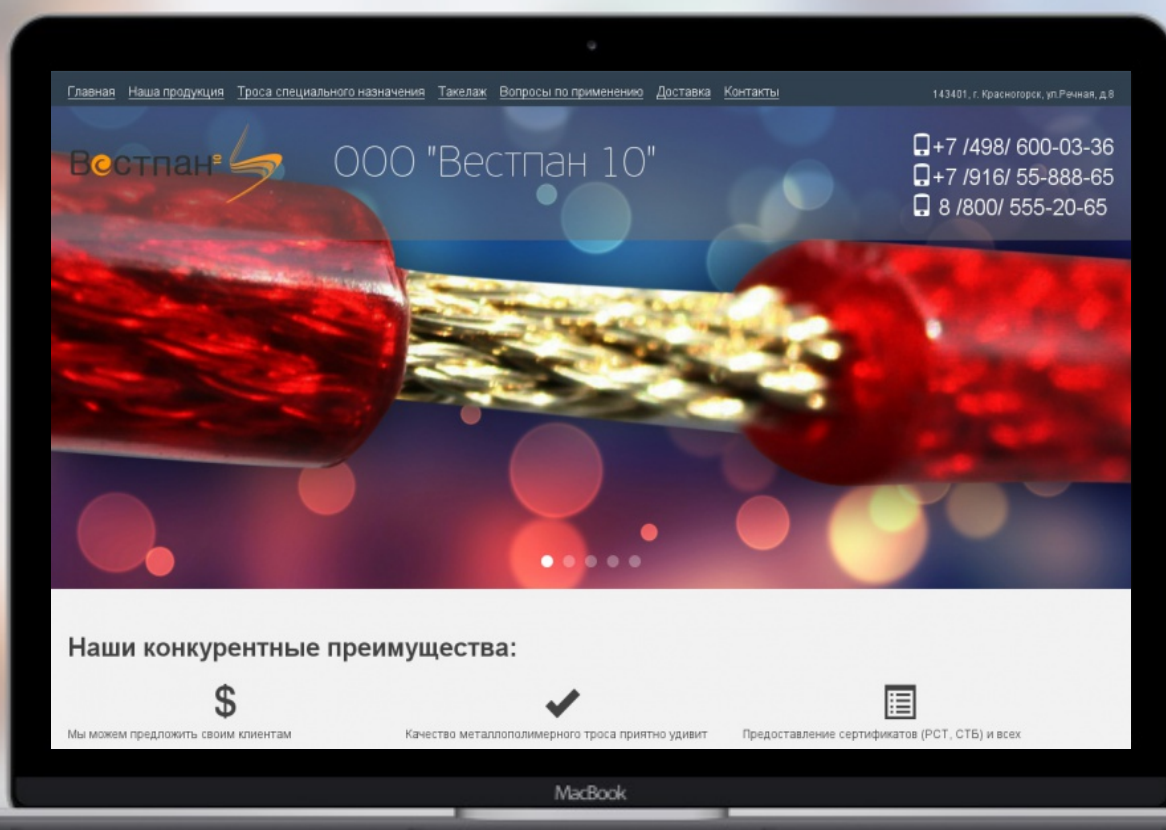 Главная Наша продукция Троса специального назначения Такелаж Вопросы по применению Доставка Контакты
143401, г. Красногорск, ул.Речная, д.8
Вестпан 10
ООО "Вестпан 10"
+7 /498/ 600-03-36
+7 /916/ 55-888-65
8 /800/ 555-20-65
Наши конкурентные преимущества:
$
Мы можем предложить своим клиентам
Качество металлополимерного троса приятно удивит
Предоставление сертификатов (РСТ, СТБ) и всех
MacBook